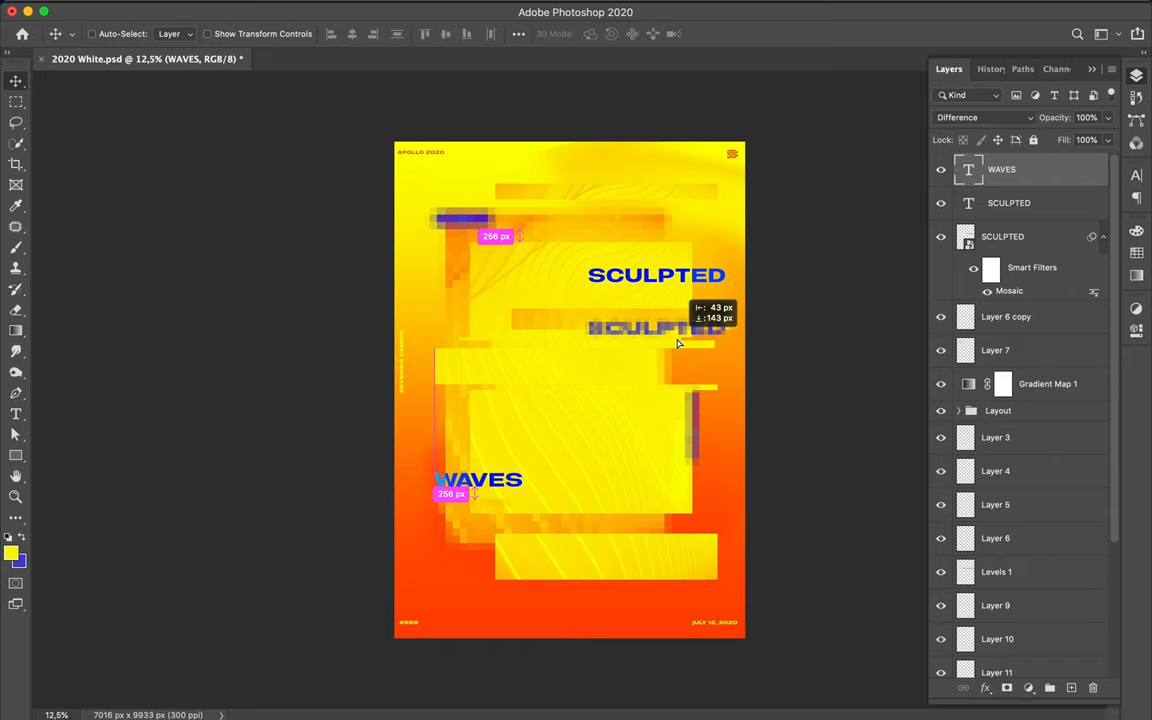 Adobe Photoshop 2020
Auto-Select:
Layer
Show Transform Controls
3D Mode:
2020 White.psd @ 12,5% (WAVES, RGB/8) *
Layers
History
Paths
Chann
Kind
Difference
Opacity: 100%
Lock:
Fill: 100%
WAVES
SCULPTED
SCULPTED
Smart Filters
Mosaic
Layer 6 copy
Layer 7
Gradient Map 1
Layout
Layer 3
Layer 4
Layer 5
Layer 6
Levels 1
Layer 9
Layer 10
Layer 11
APOLLO 2020
256 px
SCULPTED
43 px
:143 px
SCULPTED
WAVES
256 px
#559
JULY 12, 2020
12,5%
7016 px x 9933 px (300 ppi)